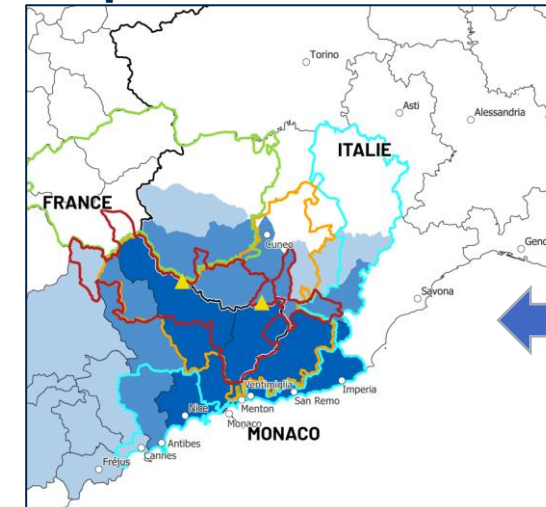 Torino
Asti
Alessandria
ITALIE
FRANCE
Cuneo
Savona
Ventimiglia
Imperia
San Remo
Menton
Nice
Monaco
MONACO
Antibes
Cannes
Fréjus